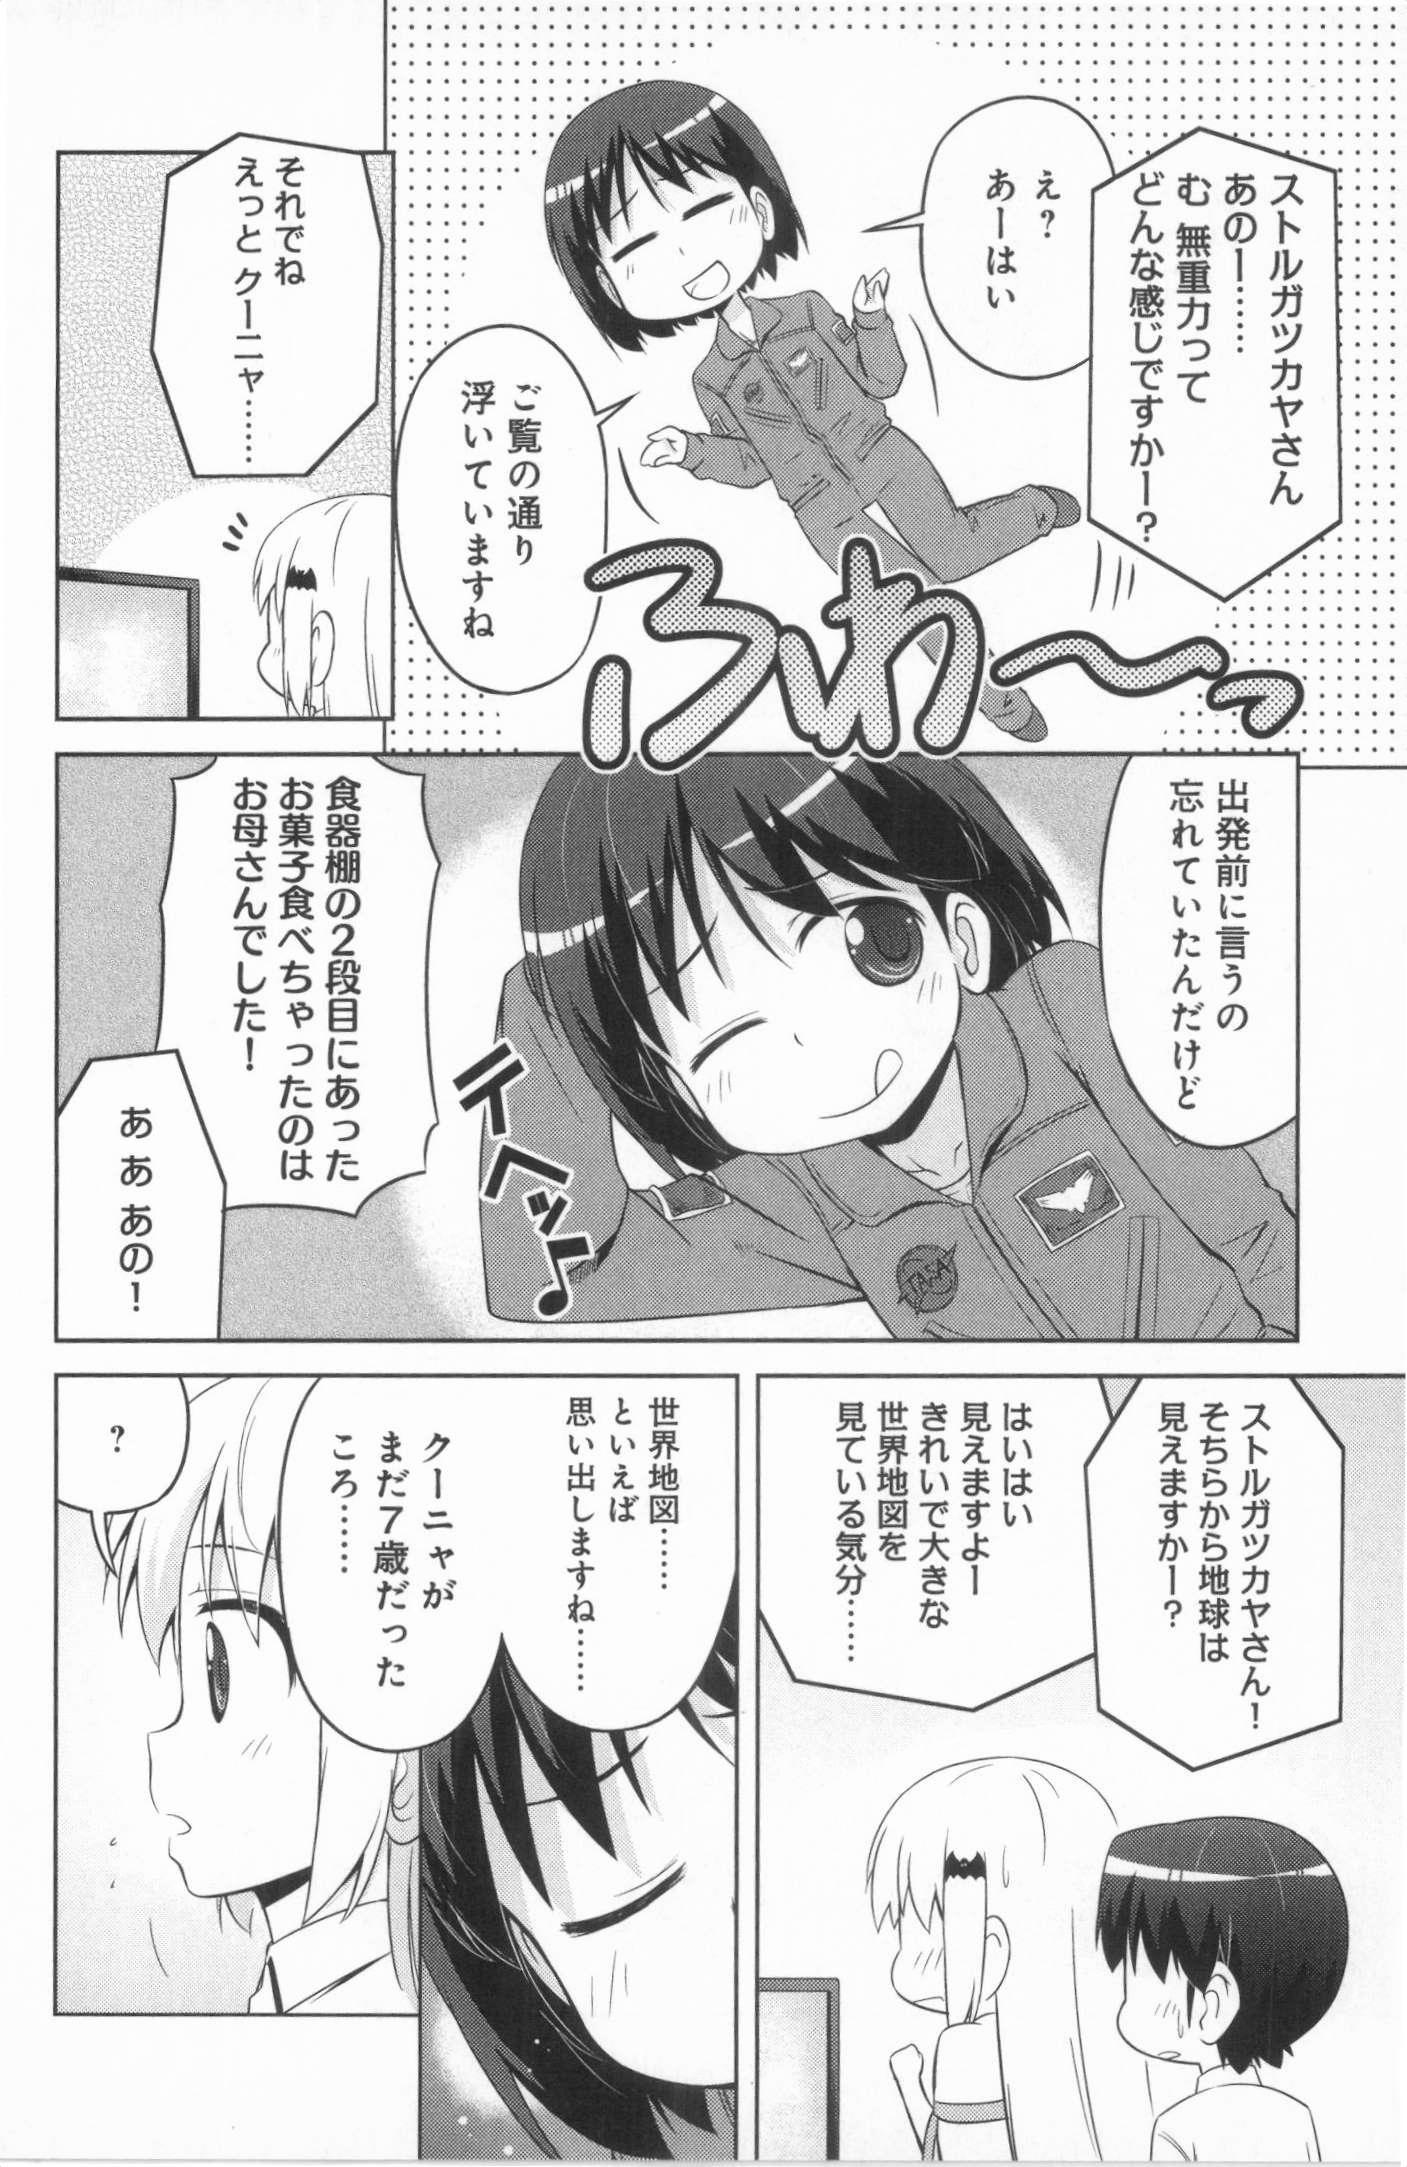 ストルガツカヤさん
あのー……
む 無重力って
どんな感じですかー？
え？
あーはい
ご覧の通り
浮いていますね
ふわ〜っ
それでね
えっと クーニャ……
出発前に言うの
忘れていたんだけど
食器棚の2段目にあった
お菓子食べちゃったのは
お母さんでした！
テヘッ♪
TASA
あ あ あの！
ストルガツカヤさん！
そちらから地球は
見えますかー？
はいはい
見えますよー
きれいで大きな
世界地図を
見ている気分……
世界地図……
といえば
思い出しますね……
クーニャが
まだ7歳だった
ころ……
？